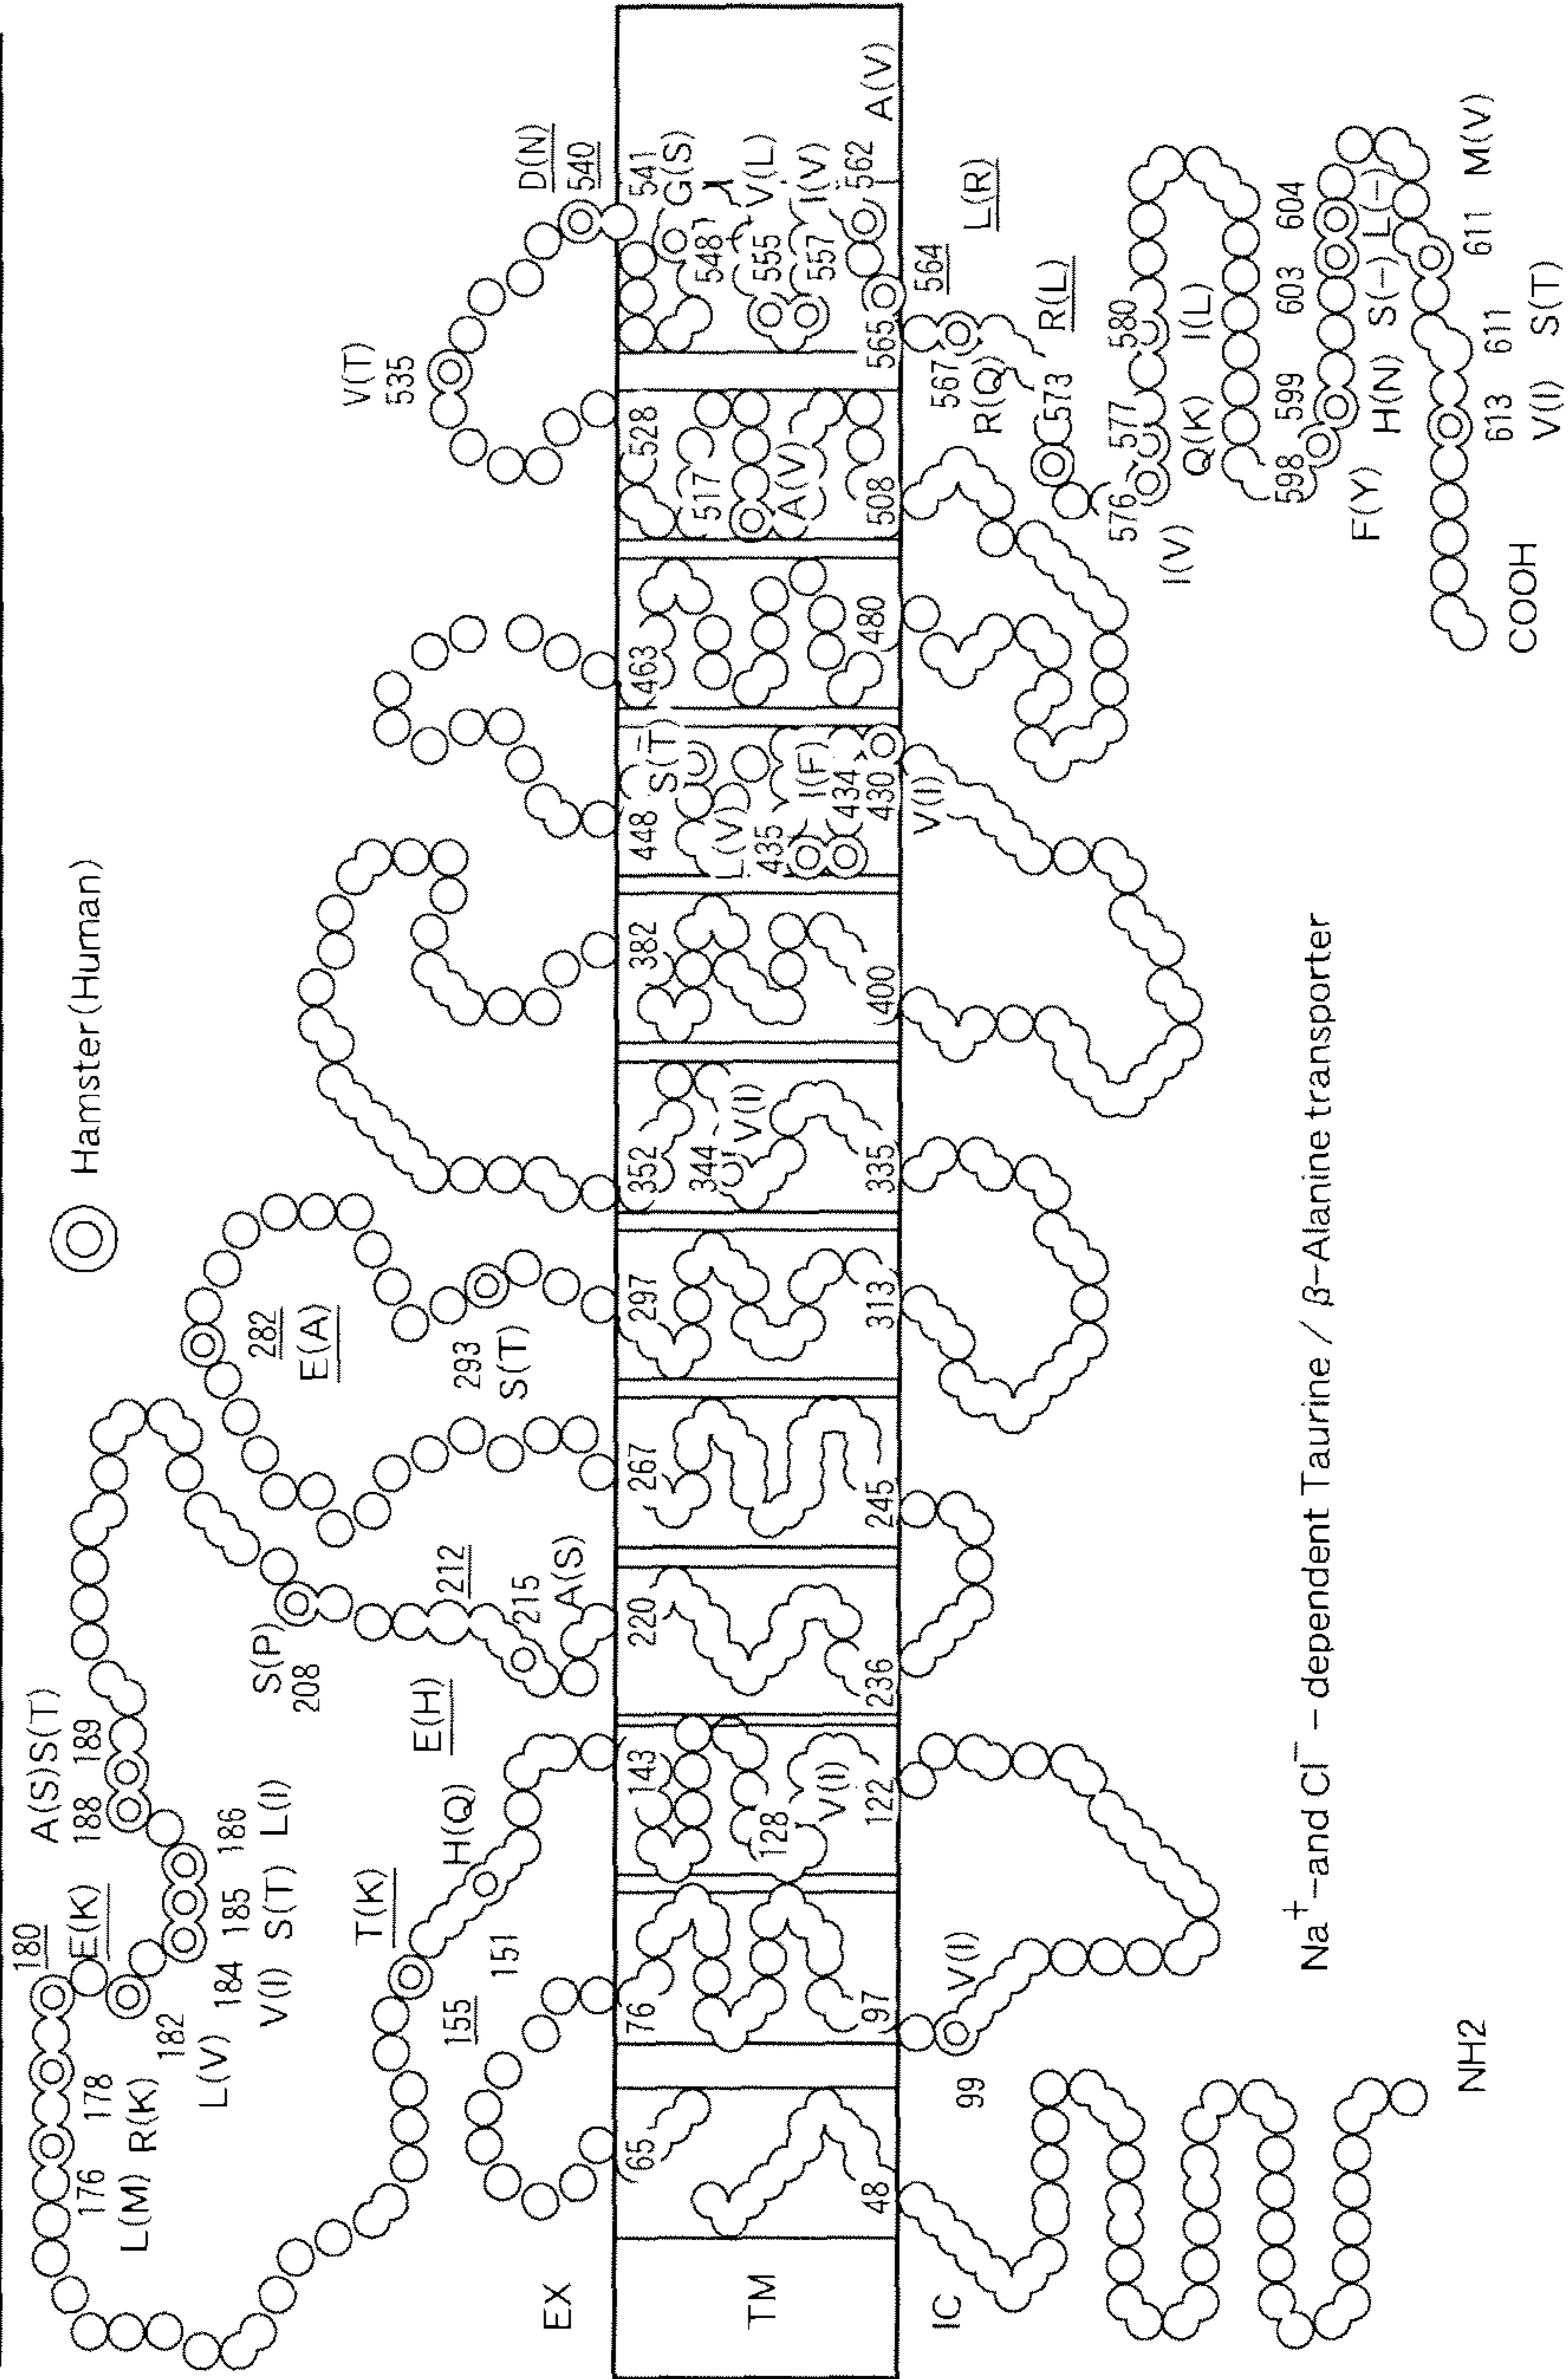 Hamster(Human)
A(S)S(T)
188 189
180
E(K)
176 178
L(M) R(K)
182
L(V)
184 185 186
V(I) S(T) L(I)
S(P)
208
282
E(A)
293
S(T)
T(K)
H(Q)
E(H)
212
215
A(S)
155
151
V(T)
535
D(N)
540
EX
65
76
143
220
267
297
352
382
448
463
528
541
S(T)
G(S)
344
V(I)
517
548
L(V)
V(L)
TM
128
V(I)
435
I(F)
434
A(V)
555
I(V)
557
48
97
122
236
245
313
335
400
430
480
508
565
562
A(V)
IC
99
V(I)
V(I)
567
R(Q)
564
L(R)
573
R(L)
576 577 580
I(V)
Q(K) I(L)
598 599 603 604
F(Y)
H(N) S(-) L(-)
NH2
COOH
613 611 611
V(I) S(T) M(V)
Na⁺-and Cl⁻ - dependent Taurine / β-Alanine transporter